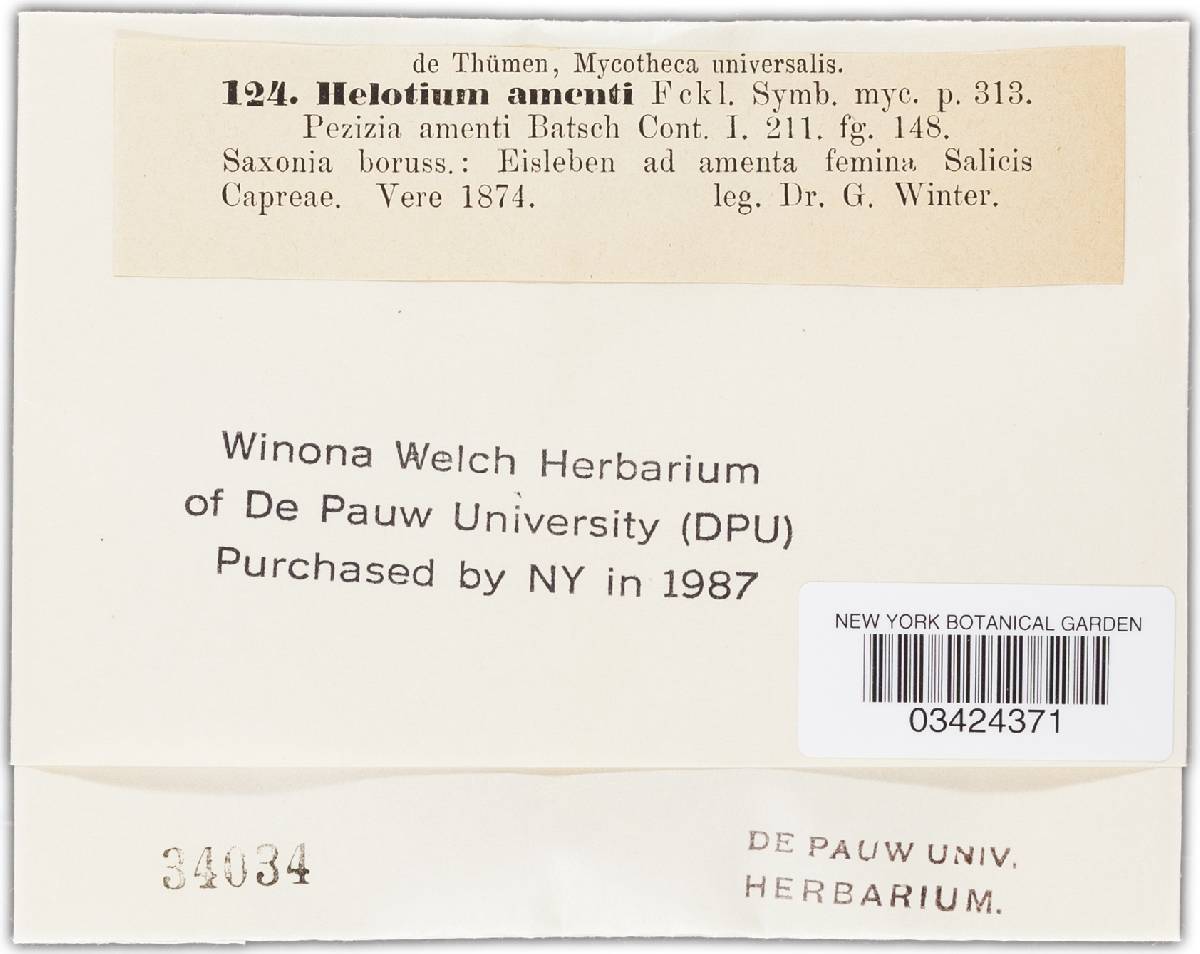 de Thümen, Mycotheca universalis.
124. Helotium amenti Fckl. Symb. myc. p. 313.
Pezizia amenti Batsch Cont. I. 211. fg. 148.
Saxonia boruss.: Eisleben ad amenta femina Salicis
Capreae. Vere 1874. leg. Dr. G. Winter.
Winona Welch Herbarium
of De Pauw University (DPU)
Purchased by NY in 1987
NEW YORK BOTANICAL GARDEN
03424371
34034
DE PAUW UNIV.
HERBARIUM.